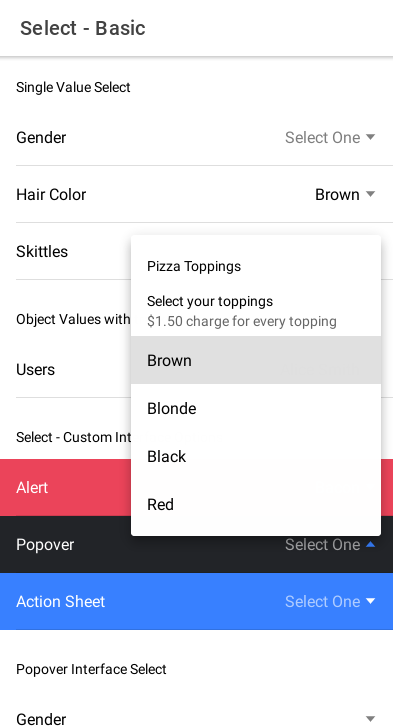 Select - Basic
Single Value Select
Gender Select One
Hair Color Brown
Skittles
Pizza Toppings
Select your toppings
$1.50 charge for every topping
Brown
Blonde
Black
Red
Object Values with
Users
Select - Custom Int
Alert
Popover Select One
Action Sheet Select One
Popover Interface Select
Gender